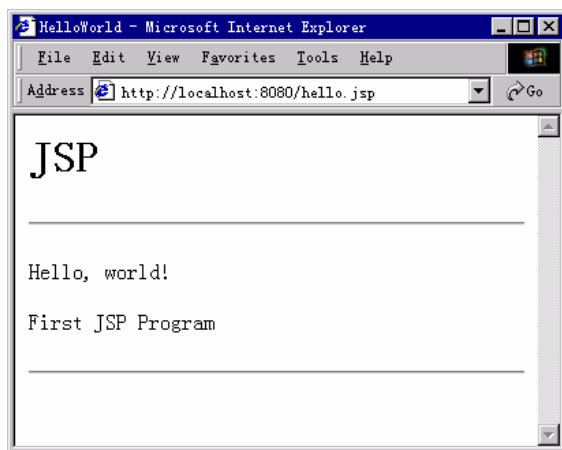 HelloWorld - Microsoft Internet Explorer
File Edit View Favorites Tools Help
Address http://localhost:8080/hello.jsp Go
JSP
Hello, world!
First JSP Program